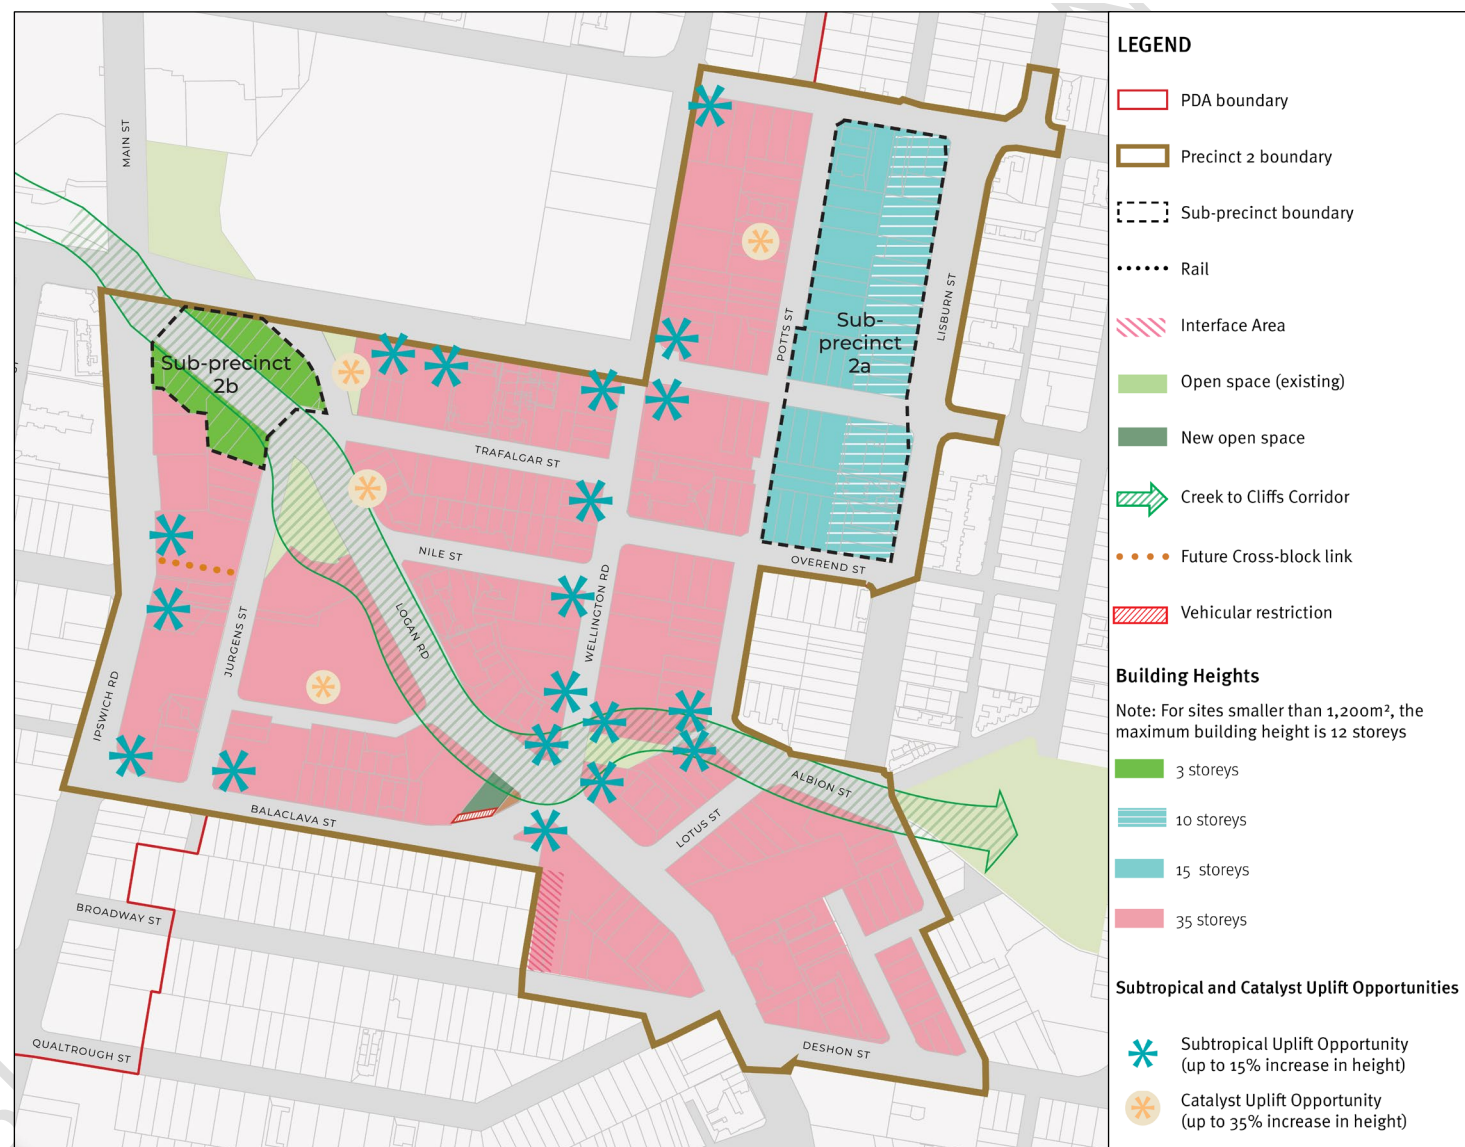 MAIN ST
Sub-precinct
2b
TRAFALGAR ST
NILE ST
LOGAN RD
WELLINGTON RD
JURGENS ST
IPSWICH RD
BALACLAVA ST
BROADWAY ST
QUALTROUGH ST
POTTS ST
LISBURN ST
Sub-
precinct
2a
OVEREND ST
ALBION ST
LOTUS ST
DESHON ST
LEGEND
PDA boundary
Precinct 2 boundary
Sub-precinct boundary
Rail
Interface Area
Open space (existing)
New open space
Creek to Cliffs Corridor
Future Cross-block link
Vehicular restriction
Building Heights
Note: For sites smaller than 1,200m², the
maximum building height is 12 storeys
3 storeys
10 storeys
15 storeys
35 storeys
Subtropical and Catalyst Uplift Opportunities
Subtropical Uplift Opportunity
(up to 15% increase in height)
Catalyst Uplift Opportunity
(up to 35% increase in height)